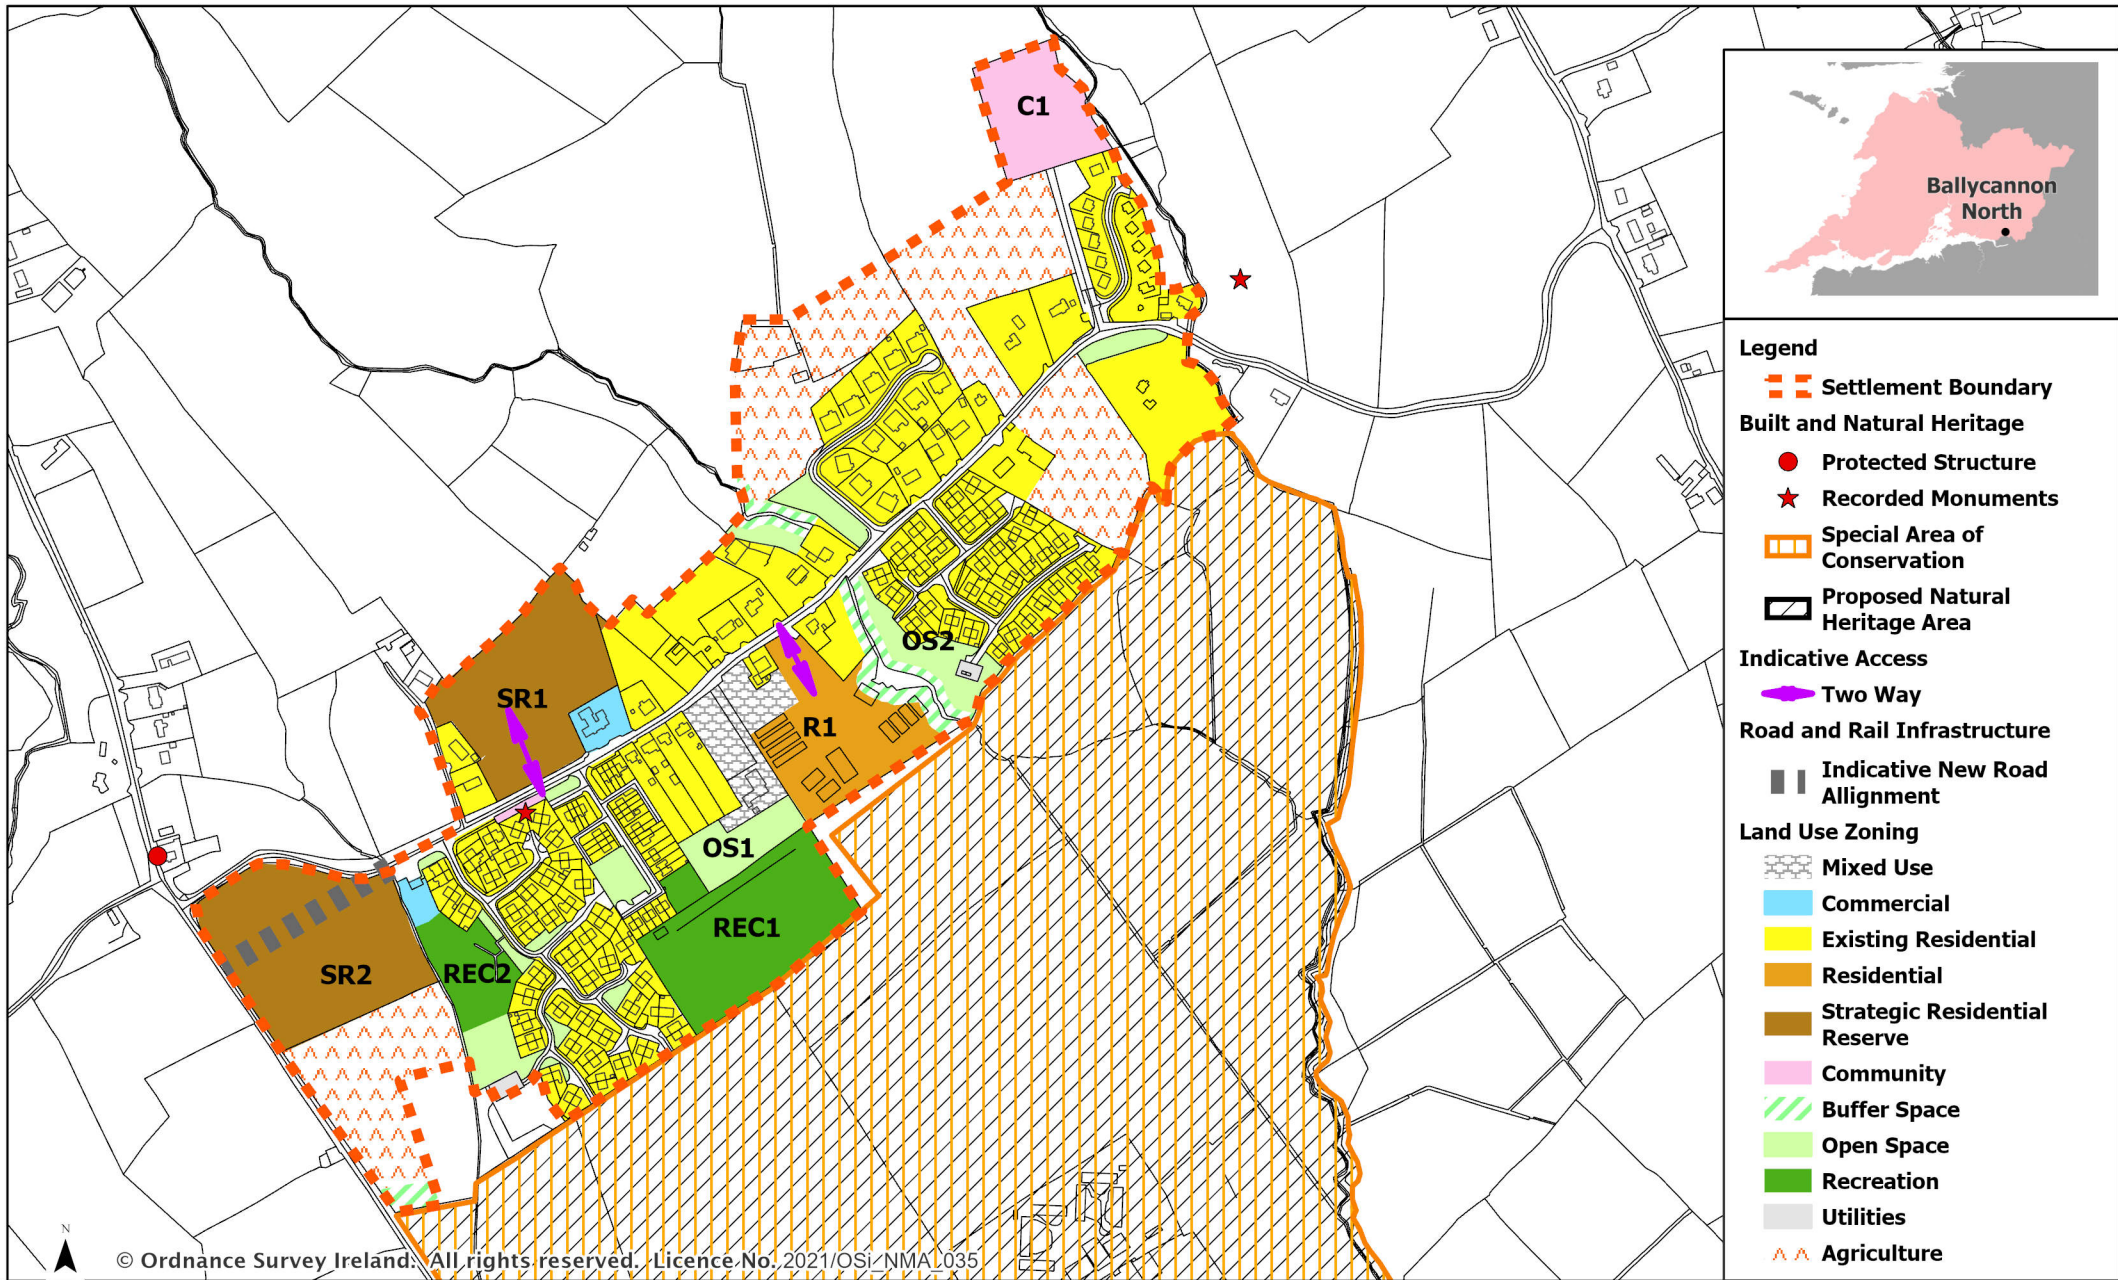 C1
OS2
SR1
R1
OS1
REC1
SR2
REC2
N
© Ordnance Survey Ireland. All rights reserved. Licence No. 2021/OSi_NMA_035
Ballycannon
North
Legend
Settlement Boundary
Built and Natural Heritage
Protected Structure
Recorded Monuments
Special Area of
Conservation
Proposed Natural
Heritage Area
Indicative Access
Two Way
Road and Rail Infrastructure
Indicative New Road
Allignment
Land Use Zoning
Mixed Use
Commercial
Existing Residential
Residential
Strategic Residential
Reserve
Community
Buffer Space
Open Space
Recreation
Utilities
Agriculture